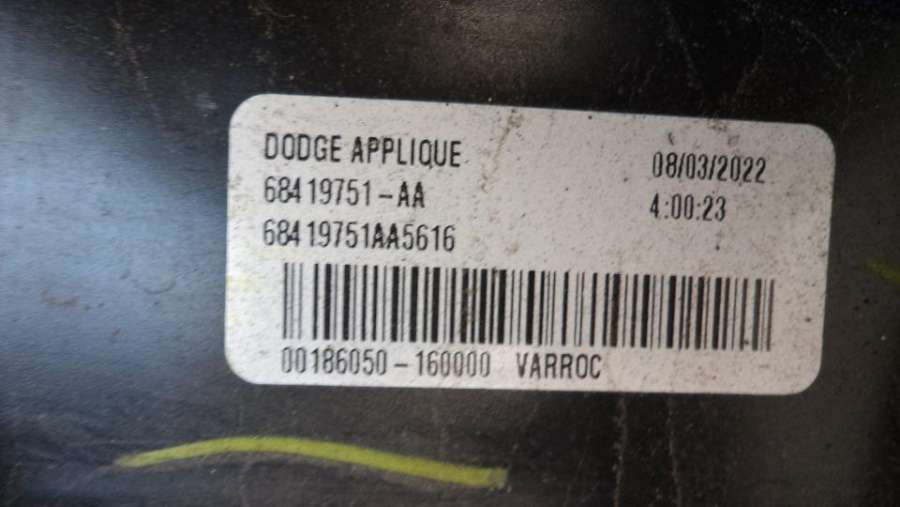 DODGE APPLIQUE
08/03/2022
68419751-AA
4:00:23
68419751AA5616
00186050-160000 VARROC